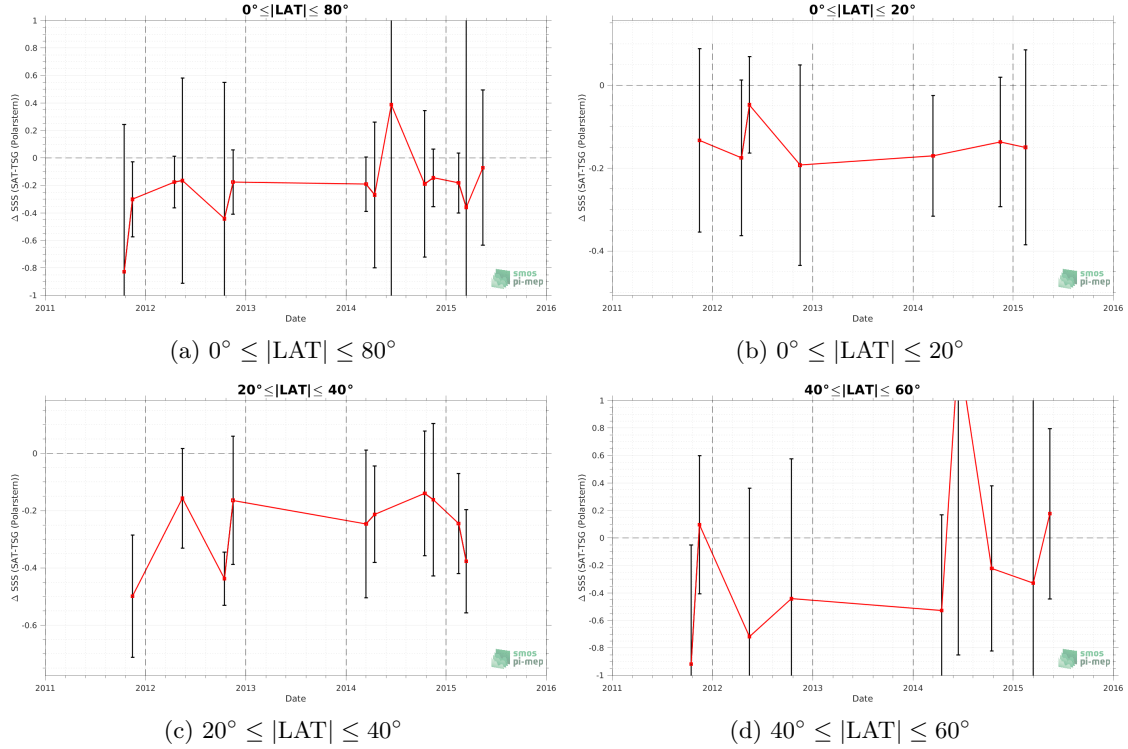 0°≤|LAT|≤ 80°
Δ SSS (SAT-TSG (Polarstern))
1
0.8
0.6
0.4
0.2
0
-0.2
-0.4
-0.6
-0.8
-1
2011 2012 2013 2014 2015 2016
Date
smos
pi-mep
(a) 0° ≤ |LAT| ≤ 80°
0°≤|LAT|≤ 20°
Δ SSS (SAT-TSG (Polarstern))
0
-0.2
-0.4
2011 2012 2013 2014 2015 2016
Date
smos
pi-mep
(b) 0° ≤ |LAT| ≤ 20°
20°≤|LAT|≤ 40°
Δ SSS (SAT-TSG (Polarstern))
0
-0.2
-0.4
-0.6
2011 2012 2013 2014 2015 2016
Date
smos
pi-mep
(c) 20° ≤ |LAT| ≤ 40°
40°≤|LAT|≤ 60°
Δ SSS (SAT-TSG (Polarstern))
1
0.8
0.6
0.4
0.2
0
-0.2
-0.4
-0.6
-0.8
-1
2011 2012 2013 2014 2015 2016
Date
smos
pi-mep
(d) 40° ≤ |LAT| ≤ 60°